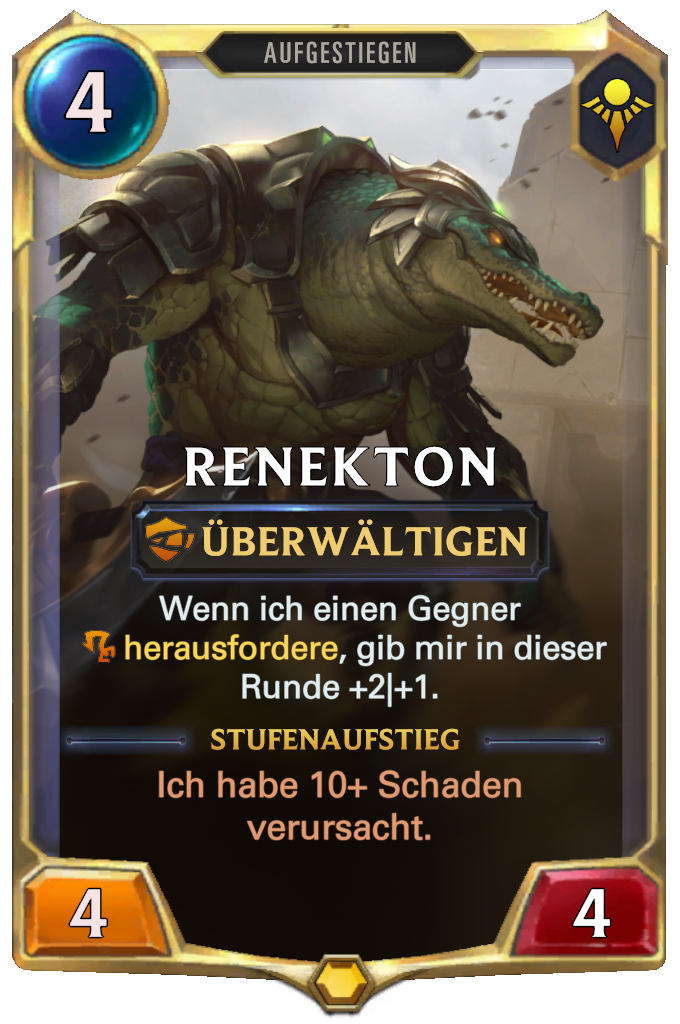 AUFGESTIEGEN
4
RENEKTON
ÜBERWÄLTIGEN
Wenn ich einen Gegner
herausfordere, gib mir in dieser
Runde +2|+1.
STUFENAUFSTIEG
Ich habe 10+ Schaden
verursacht.
4
4